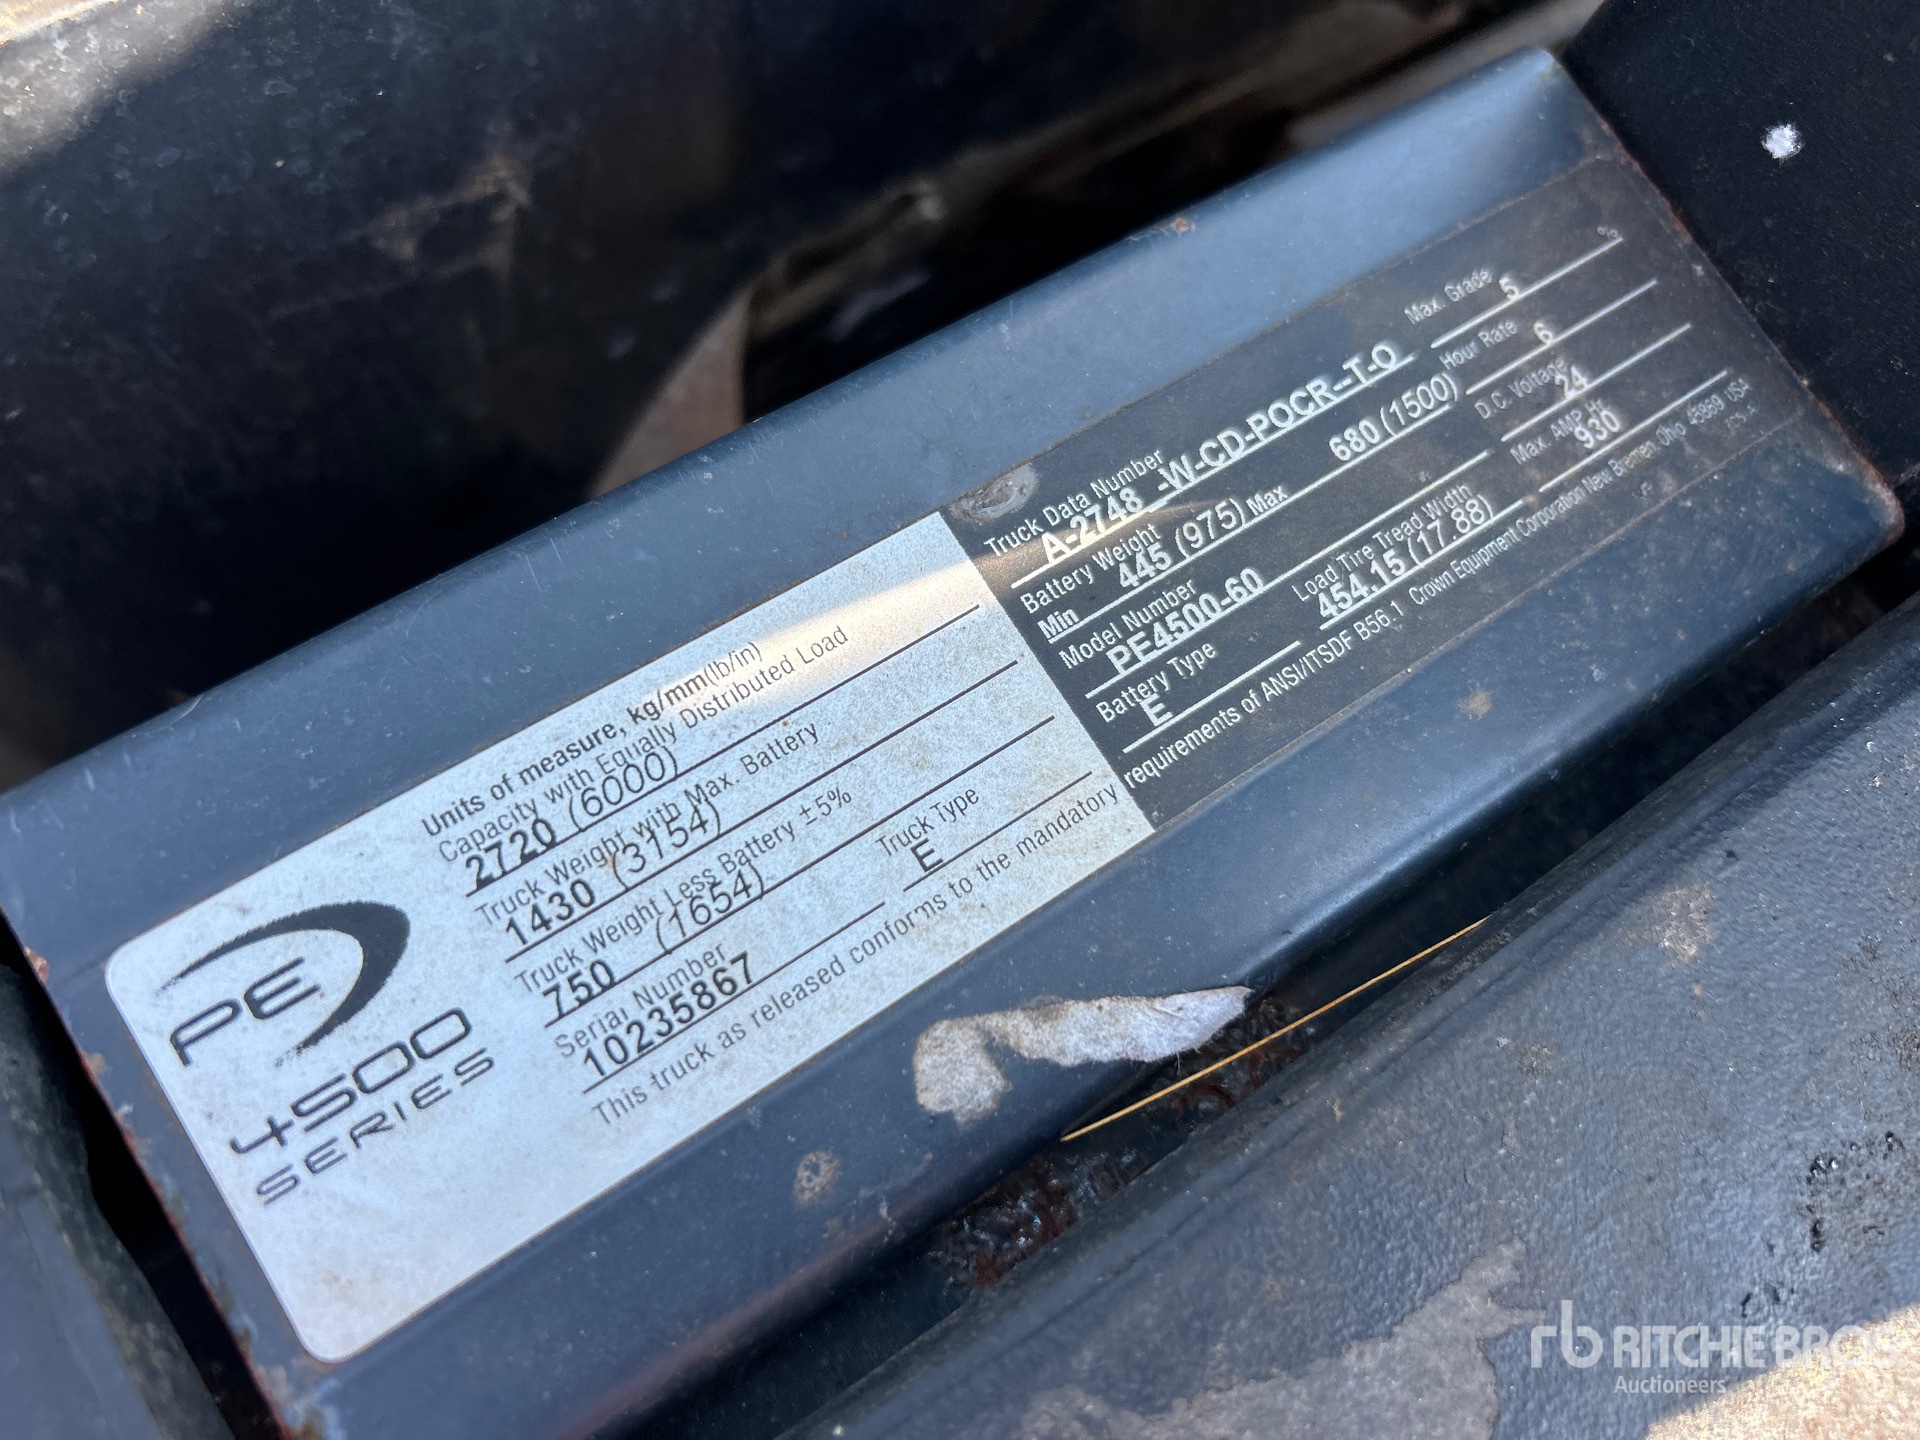 PE
4500
SERIES
Units of measure, kg/mm(lb/in)
Capacity with Equally Distributed Load
2720 (6000)
Truck Weight with Max. Battery
1430 (3154)
Truck Weight Less Battery ±5%
750 (1654)
Serial Number Truck Type
10235867 E
This truck as released conforms to the mandatory requirements of ANSI/ITSDF B56.1 Crown Equipment Corporation New Bremen, Ohio 45869 USA
Truck Data Number Max. Grade
A-2748 -W-CD-POCR--T-O 5 %
Battery Weight Hour Rate
Min 445 (975) Max 680 (1500) 6
Model Number D.C. Voltage
PE4500-60 24
Battery Type Load Tire Tread Width Max. AMP Hr.
E 454.15 (17.88) 930
rb RITCHIE BROS
Auctioneers